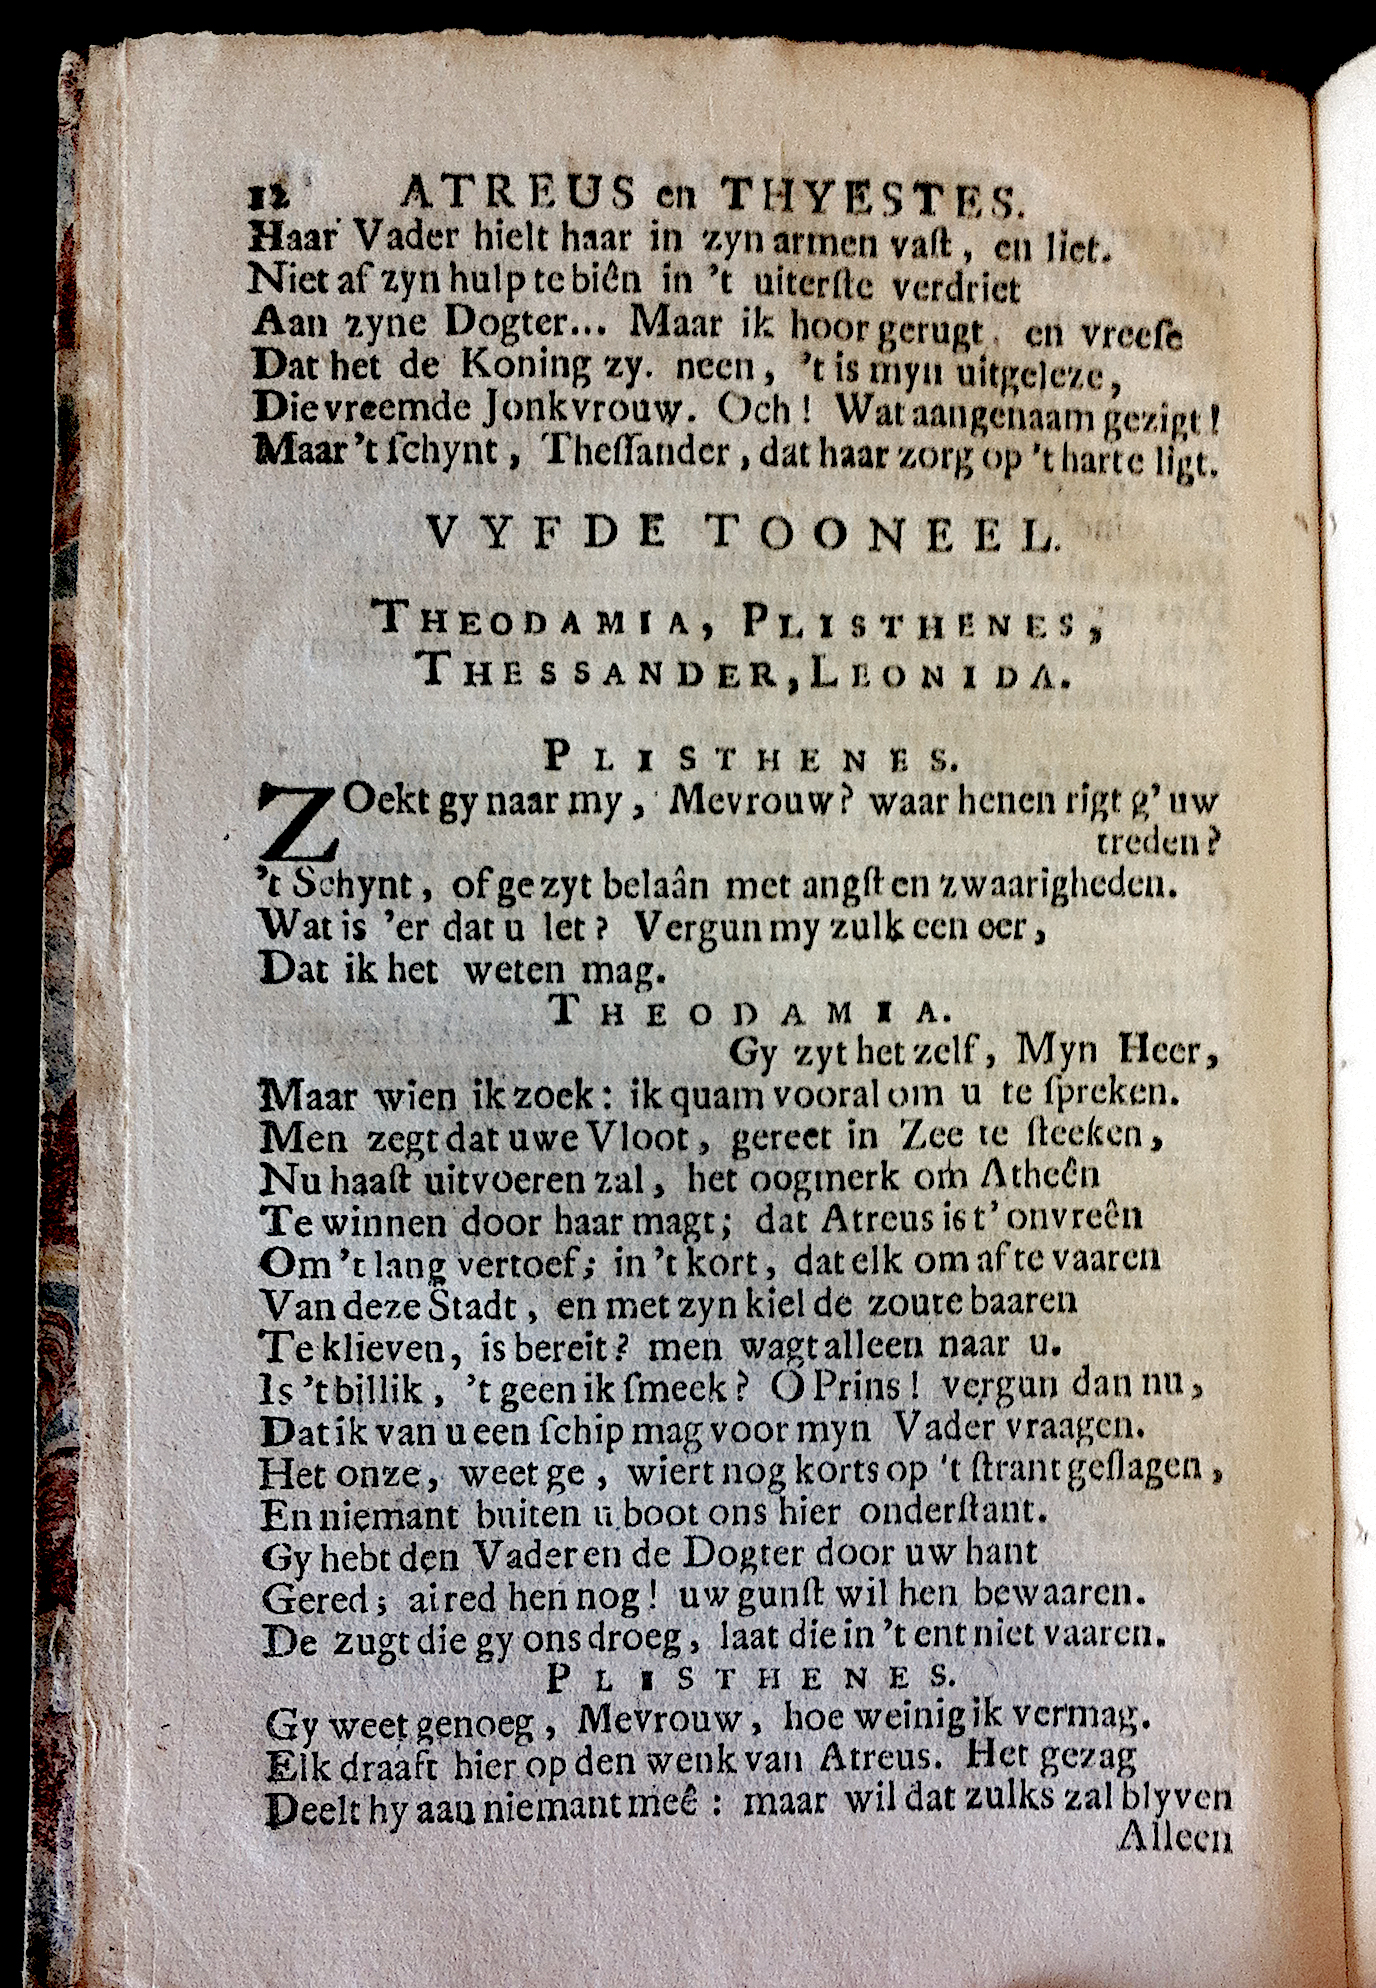 12 ATREUS en THYESTES.
Haar Vader hielt haar in zyn armen vaſt, en liet.
Niet af zyn hulp te biên in 't uiterſte verdriet
Aan zyne Dogter... Maar ik hoor gerugt, en vreeſe
Dat het de Koning zy. neen, 't is myn uitgeleze,
Die vreemde Jonkvrouw. Och! Wat aangenaam gezigt!
Maar 't ſchynt, Theſſander, dat haar zorg op 't harte ligt.
VYFDE TOONEEL.
THEODAMIA, PLISTHENES,
THESSANDER, LEONIDA.
PLISTHENES.
ZOekt gy naar my, Mevrouw? waar henen rigt g' uw
treden?
't Schynt, of ge zyt belaân met angſt en zwaarigheden.
Wat is 'er dat u let? Vergun my zulk een eer,
Dat ik het weten mag.
THEODAMIA.
Gy zyt het zelf, Myn Heer,
Maar wien ik zoek: ik quam vooral om u te ſpreken.
Men zegt dat uwe Vloot, gereet in Zee te ſteeken,
Nu haaſt uitvoeren zal, het oogmerk om Atheên
Te winnen door haar magt; dat Atreus is t' onvreên
Om 't lang vertoef; in 't kort, dat elk om af te vaaren
Van deze Stadt, en met zyn kiel de zoute baaren
Te klieven, is bereit? men wagt alleen naar u.
Is 't billik, 't geen ik ſmeek? O Prins! vergun dan nu,
Dat ik van u een ſchip mag voor myn Vader vraagen.
Het onze, weet ge, wiert nog korts op 't ſtrant geſlagen,
En niemant buiten u boot ons hier onderſtant.
Gy hebt den Vader en de Dogter door uw hant
Gered; ai red hen nog! uw gunſt wil hen bewaaren.
De zugt die gy ons droeg, laat die in 't ent niet vaaren.
PLISTHENES.
Gy weet genoeg, Mevrouw, hoe weinig ik vermag.
Elk draaft hier op den wenk van Atreus. Het gezag
Deelt hy aan niemant meê: maar wil dat zulks zal blyven
Alleen